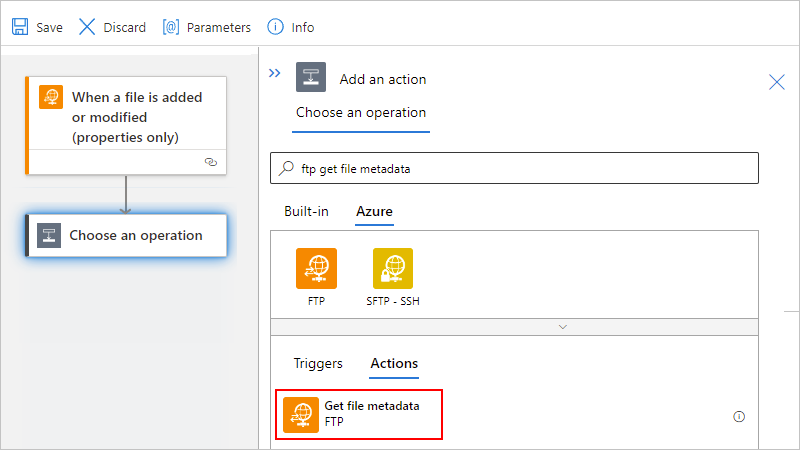 Save Discard Parameters Info
When a file is added
or modified
(properties only)
Choose an operation
Add an action
Choose an operation
ftp get file metadata
Built-in Azure
FTP SFTP - SSH
Triggers Actions
Get file metadata
FTP